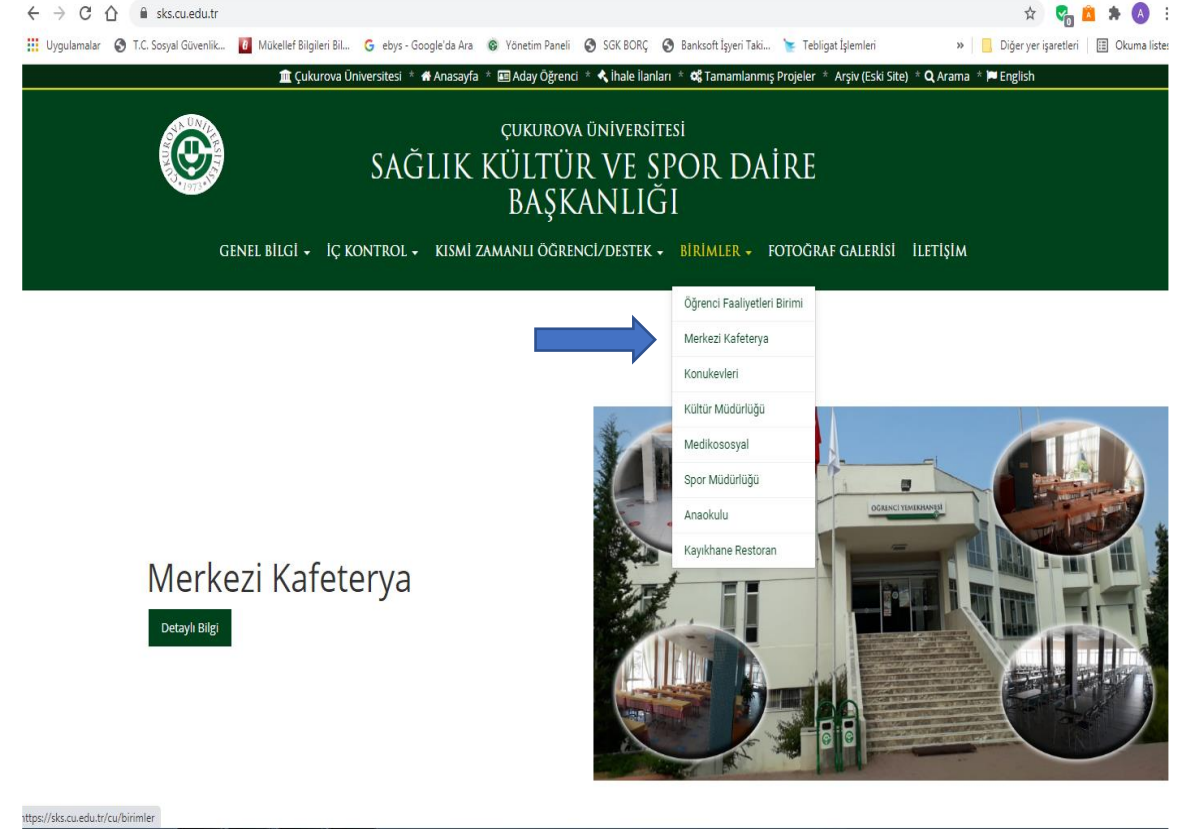 sks.cu.edu.tr
Uygulamalar T.C. Sosyal Güvenlik... Mükellef Bilgileri Bil... ebys - Google'da Ara Yönetim Paneli SGK BORÇ Banksoft İşyeri Taki... Tebligat İşlemleri » Diğer yer işaretleri Okuma listes
Çukurova Üniversitesi * Anasayfa * Aday Öğrenci * İhale İlanları * Tamamlanmış Projeler * Arşiv (Eski Site) * Arama * English
ÇUKUROVA ÜNİVERSİTESİ
SAĞLIK KÜLTÜR VE SPOR DAİRE
BAŞKANLIĞI
ÇUKUROVA ÜNİVERSİTESİ
•1973•
GENEL BİLGİ İÇ KONTROL KISMİ ZAMANLI ÖĞRENCİ/DESTEK BİRİMLER FOTOĞRAF GALERİSİ İLETİŞİM
Öğrenci Faaliyetleri Birimi
Merkezi Kafeterya
Konukevleri
Kültür Müdürlüğü
Medikososyal
Spor Müdürlüğü
Anaokulu
Kayıkhane Restoran
ÖĞRENCİ YEMEKHANESİ
Merkezi Kafeterya
Detaylı Bilgi
https://sks.cu.edu.tr/cu/birimler